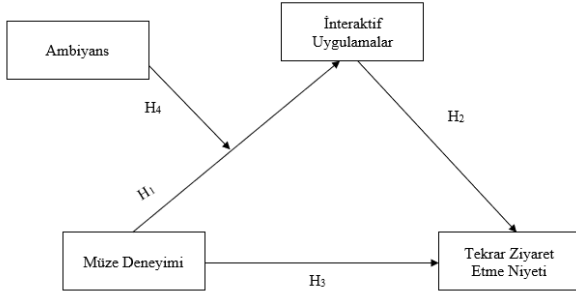 İnteraktif
Uygulamalar
Ambiyans
H4
H2
H1
Müze Deneyimi
Tekrar Ziyaret
Etme Niyeti
H3